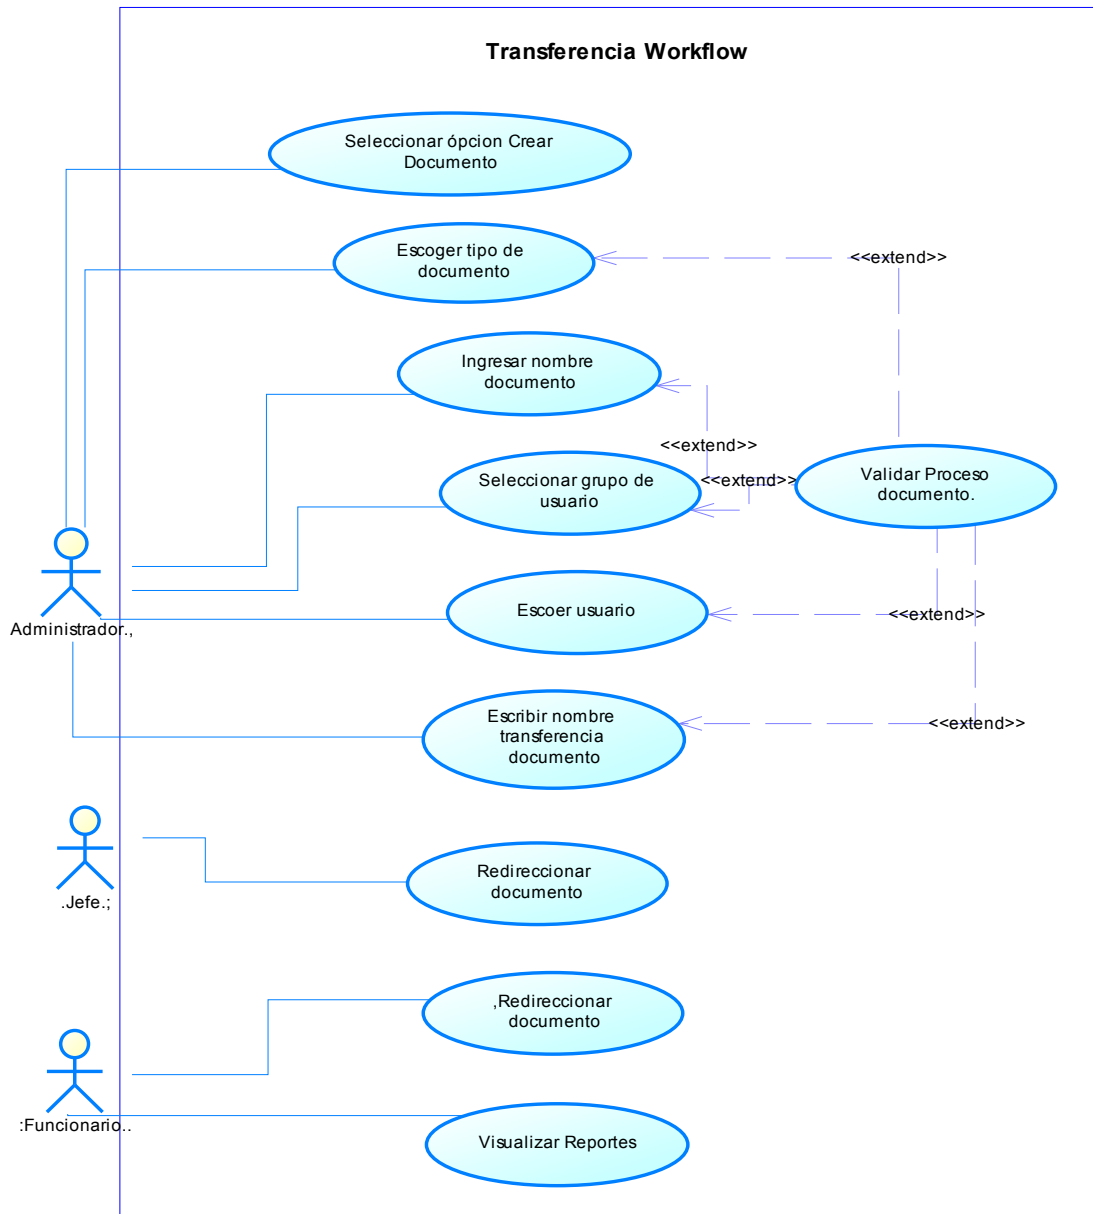 Transferencia Workflow
Seleccionar ópcion Crear
Documento
Escoger tipo de
documento
<<extend>>
Ingresar nombre
documento
<<extend>>
Seleccionar grupo de
usuario
<<extend>>
Validar Proceso
documento.
Administrador.,
Escoer usuario
<<extend>>
Escribir nombre
transferencia
documento
<<extend>>
.Jefe.;
Redireccionar
documento
,Redireccionar
documento
:Funcionario..
Visualizar Reportes